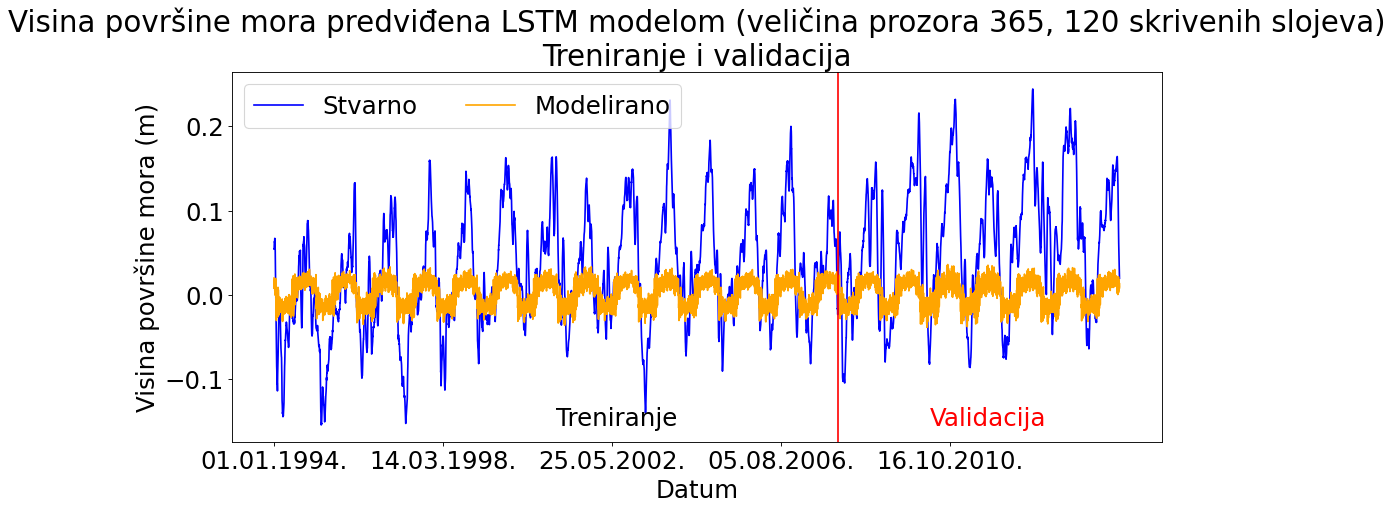 Visina površine mora predviđena LSTM modelom (veličina prozora 365, 120 skrivenih slojeva)
Treniranje i validacija
Stvarno
Modelirano
Visina površine mora (m)
0.2
0.1
0.0
−0.1
Treniranje
Validacija
01.01.1994.
14.03.1998.
25.05.2002.
05.08.2006.
16.10.2010.
Datum